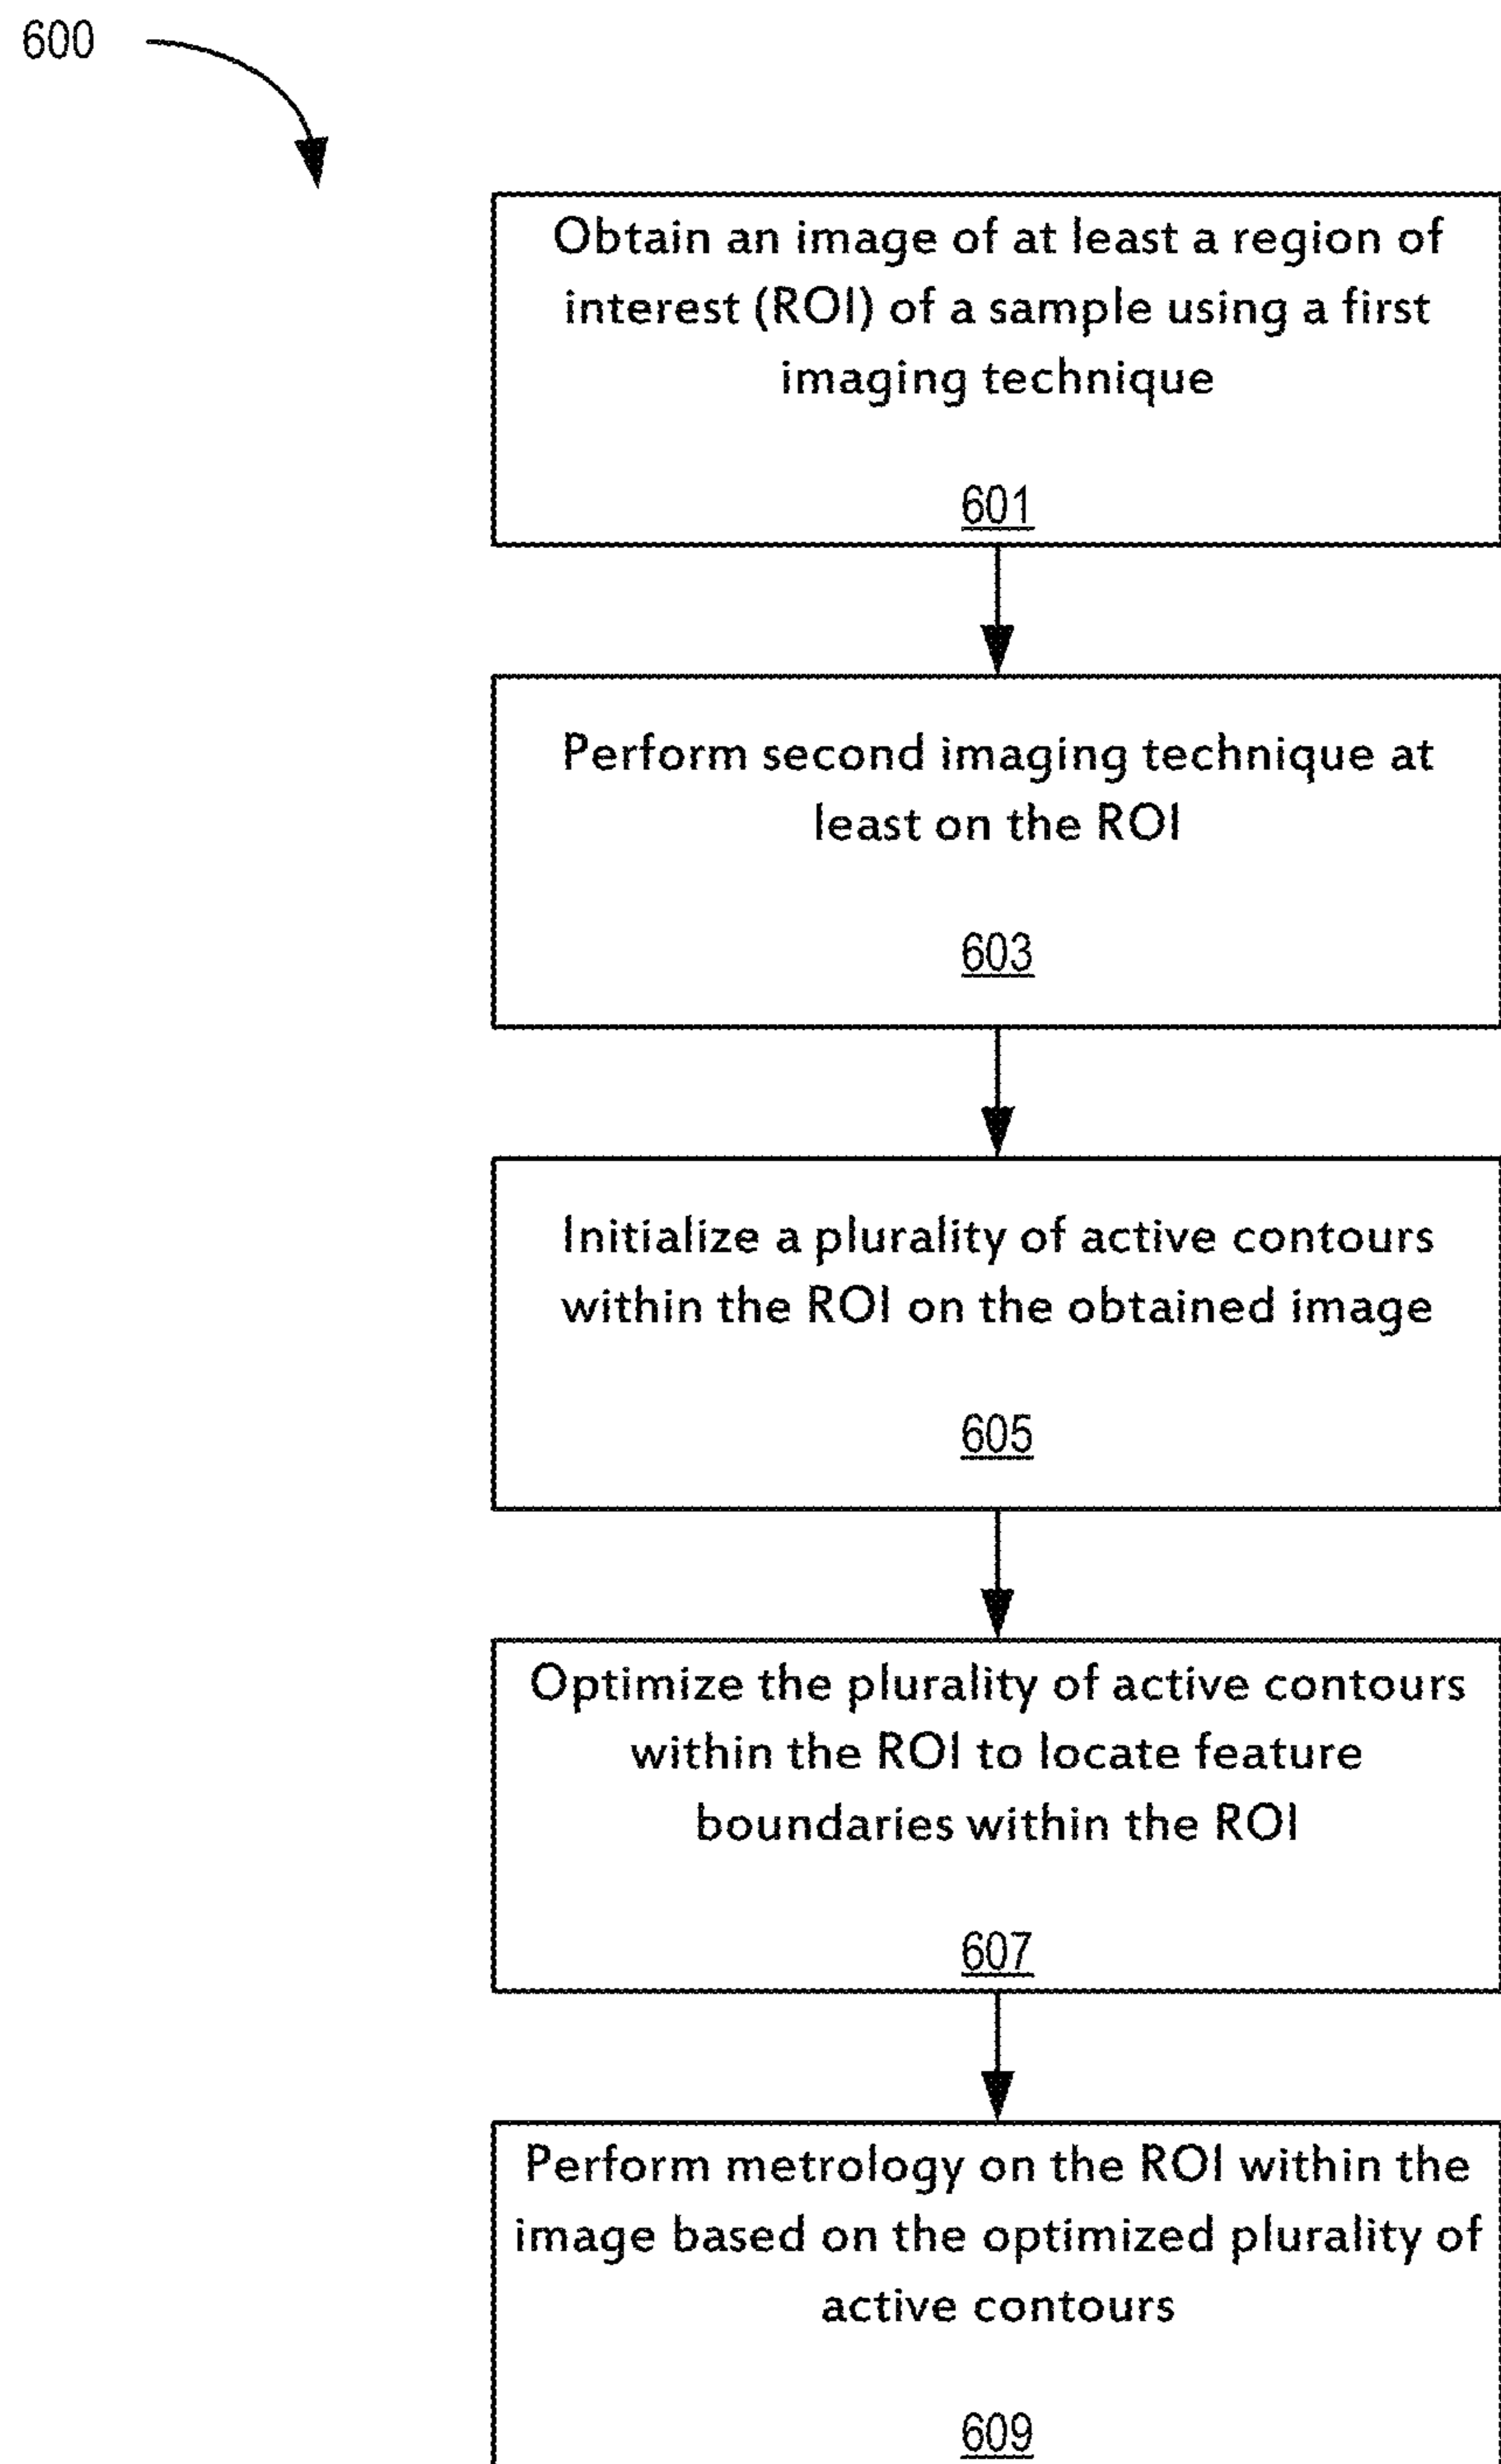 600
Obtain an image of at least a region of
interest (ROI) of a sample using a first
imaging technique
601
Perform second imaging technique at
least on the ROI
603
Initialize a plurality of active contours
within the ROI on the obtained image
605
Optimize the plurality of active contours
within the ROI to locate feature
boundaries within the ROI
607
Perform metrology on the ROI within the
image based on the optimized plurality of
active contours
609